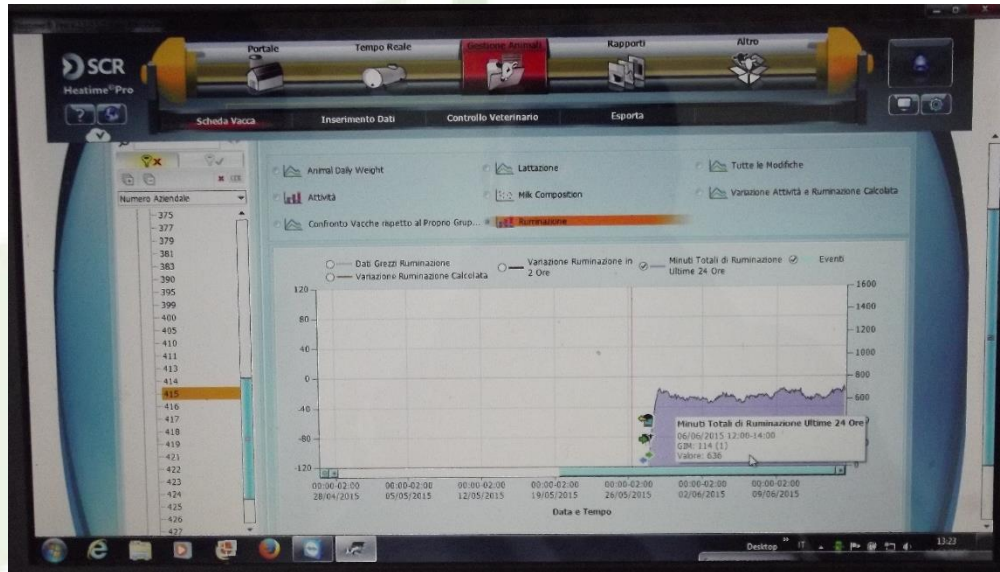 Portale
Tempo Reale
Gestione Animali
Rapporti
Altro
SCR
Heatime®Pro
Scheda Vacca
Inserimento Dati
Controllo Veterinario
Esporta
Animal Daily Weight
Lattazione
Tutte le Modifiche
Attività
Milk Composition
Variazione Attività e Ruminazione Calcolata
Confronto Vacche rispetto al Proprio Grup...
Ruminazione
Numero Aziendale
375
377
379
381
383
390
395
399
400
405
410
411
413
414
415
416
417
418
419
421
422
423
424
425
426
427
Dati Grezzi Ruminazione
Variazione Ruminazione in
2 Ore
Minuti Totali di Ruminazione
Ultime 24 Ore
Eventi
Variazione Ruminazione Calcolata
120
80
40
0
-40
-80
-120
1600
1400
1200
1000
800
600
0
Minuti Totali di Ruminazione Ultime 24 Ore
06/06/2015 12:00-14:00
GIM: 114 (1)
Valore: 636
00:00-02:00
28/04/2015
00:00-02:00
05/05/2015
00:00-02:00
12/05/2015
00:00-02:00
19/05/2015
00:00-02:00
26/05/2015
00:00-02:00
02/06/2015
00:00-02:00
09/06/2015
Data e Tempo
Desktop
IT
13:23